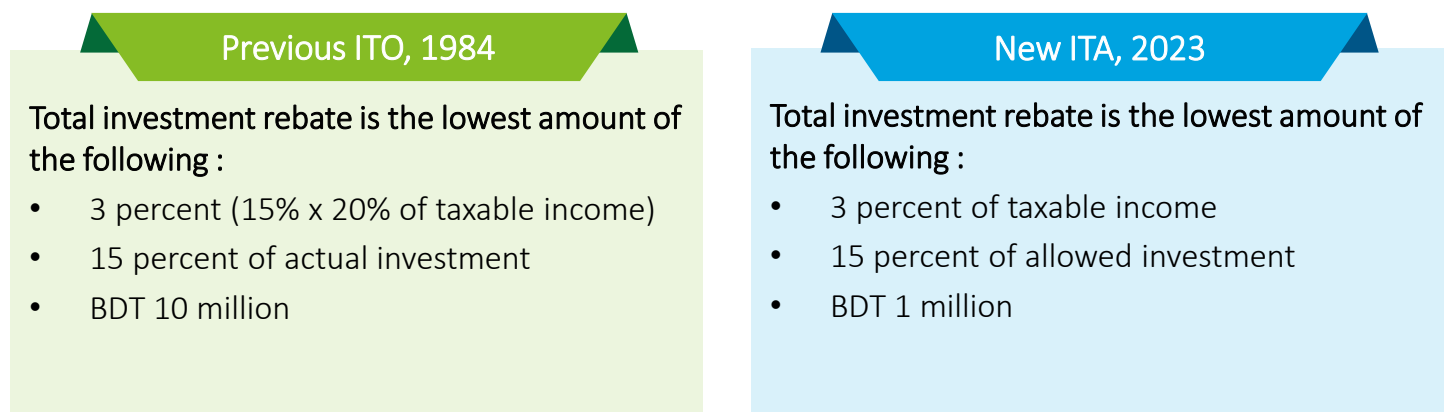 Previous ITO, 1984
Total investment rebate is the lowest amount of
the following :
• 3 percent (15% x 20% of taxable income)
• 15 percent of actual investment
• BDT 10 million
New ITA, 2023
Total investment rebate is the lowest amount of
the following :
• 3 percent of taxable income
• 15 percent of allowed investment
• BDT 1 million